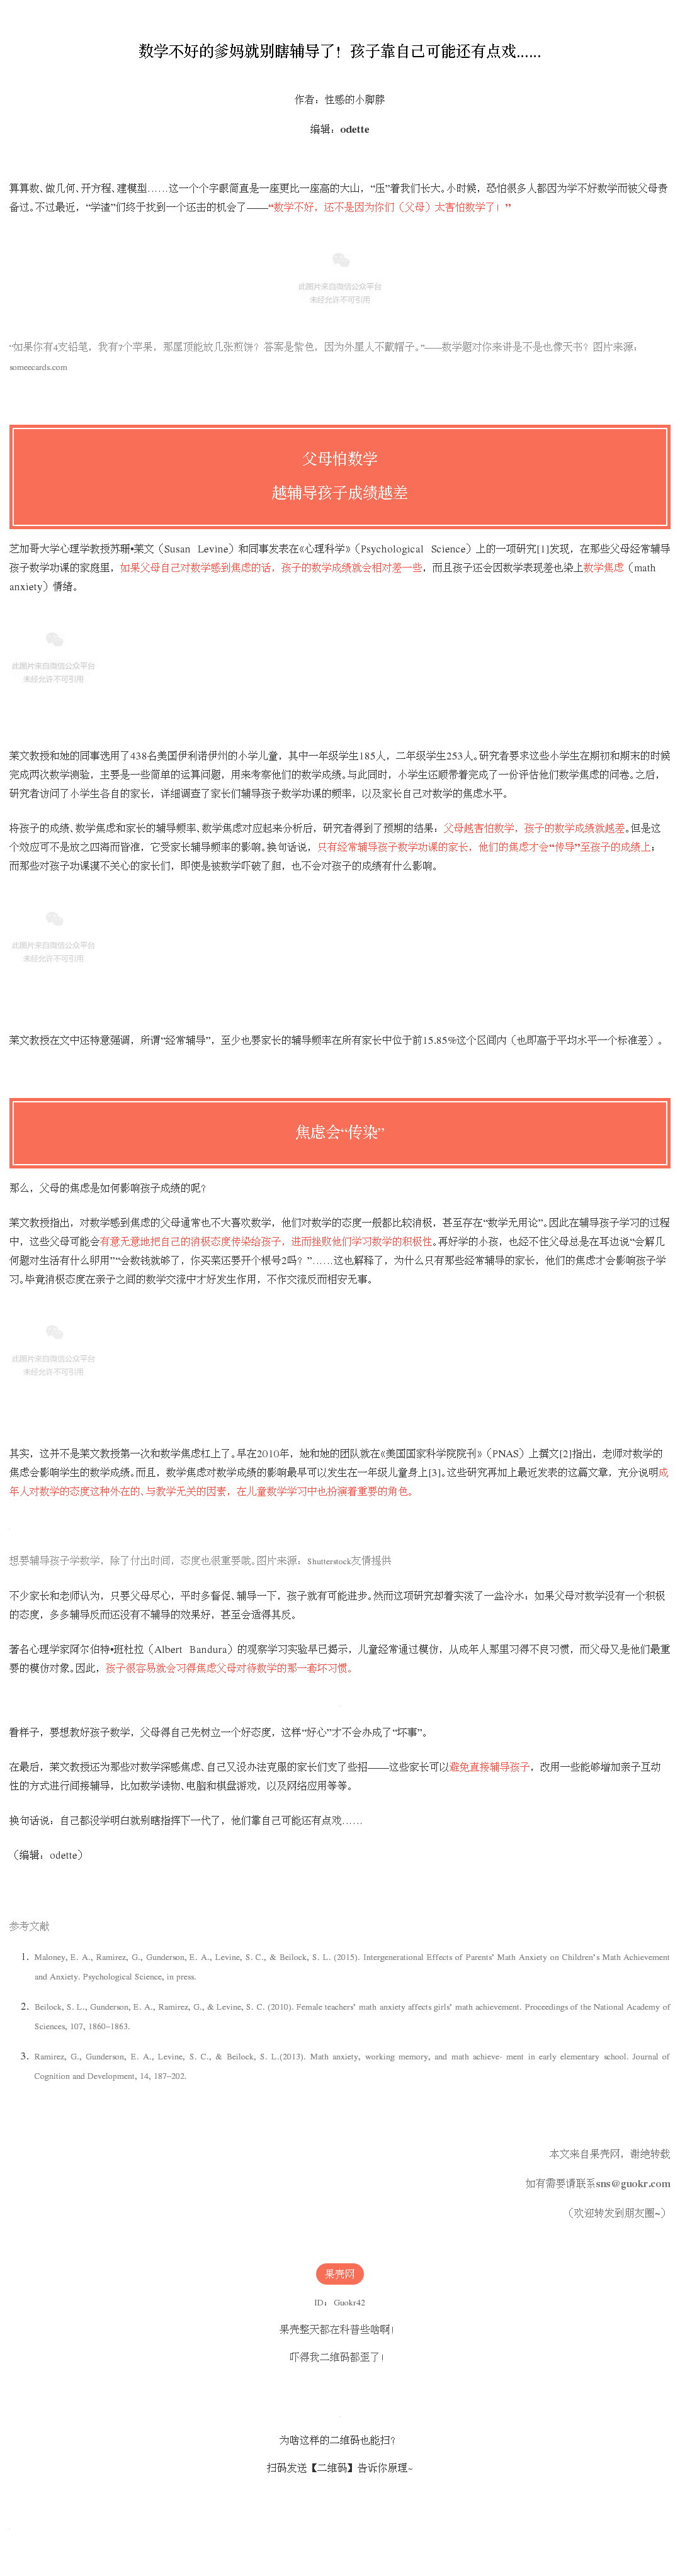 数学不好的爹妈就别瞎辅导了！孩子靠自己可能还有点戏......
作者：性感的小脚脖
编辑：odette
算算数、做几何、开方程、建模型……这一个个字眼简直是一座更比一座高的大山，“压”着我们长大。小时候，恐怕很多人都因为学不好数学而被父母责
备过。不过最近，“学渣”们终于找到一个还击的机会了——“数学不好，还不是因为你们（父母）太害怕数学了！”
此图片来自微信公众平台
未经允许不可引用
“如果你有4支铅笔，我有7个苹果，那屋顶能放几张煎饼？答案是紫色，因为外星人不戴帽子。”——数学题对你来讲是不是也像天书？图片来源：
someecards.com
父母怕数学
越辅导孩子成绩越差
芝加哥大学心理学教授苏珊•莱文（Susan Levine）和同事发表在《心理科学》（Psychological Science）上的一项研究[1]发现，在那些父母经常辅导
孩子数学功课的家庭里，如果父母自己对数学感到焦虑的话，孩子的数学成绩就会相对差一些，而且孩子还会因数学表现差也染上数学焦虑（math
anxiety）情绪。
此图片来自微信公众平台
未经允许不可引用
莱文教授和她的同事选用了438名美国伊利诺伊州的小学儿童，其中一年级学生185人，二年级学生253人。研究者要求这些小学生在期初和期末的时候
完成两次数学测验，主要是一些简单的运算问题，用来考察他们的数学成绩。与此同时，小学生还顺带着完成了一份评估他们数学焦虑的问卷。之后，
研究者访问了小学生各自的家长，详细调查了家长们辅导孩子数学功课的频率，以及家长自己对数学的焦虑水平。
将孩子的成绩、数学焦虑和家长的辅导频率、数学焦虑对应起来分析后，研究者得到了预期的结果：父母越害怕数学，孩子的数学成绩就越差。但是这
个效应可不是放之四海而皆准，它受家长辅导频率的影响。换句话说，只有经常辅导孩子数学功课的家长，他们的焦虑才会“传导”至孩子的成绩上；
而那些对孩子功课漠不关心的家长们，即使是被数学吓破了胆，也不会对孩子的成绩有什么影响。
此图片来自微信公众平台
未经允许不可引用
莱文教授在文中还特意强调，所谓“经常辅导”，至少也要家长的辅导频率在所有家长中位于前15.85%这个区间内（也即高于平均水平一个标准差）。
焦虑会“传染”
那么，父母的焦虑是如何影响孩子成绩的呢？
莱文教授指出，对数学感到焦虑的父母通常也不大喜欢数学，他们对数学的态度一般都比较消极，甚至存在“数学无用论”。因此在辅导孩子学习的过程
中，这些父母可能会有意无意地把自己的消极态度传染给孩子，进而挫败他们学习数学的积极性。再好学的小孩，也经不住父母总是在耳边说“会解几
何题对生活有什么卵用”“会数钱就够了，你买菜还要开个根号2吗？”……这也解释了，为什么只有那些经常辅导的家长，他们的焦虑才会影响孩子学
习。毕竟消极态度在亲子之间的数学交流中才好发生作用，不作交流反而相安无事。
此图片来自微信公众平台
未经允许不可引用
其实，这并不是莱文教授第一次和数学焦虑杠上了。早在2010年，她和她的团队就在《美国国家科学院院刊》（PNAS）上撰文[2]指出，老师对数学的
焦虑会影响学生的数学成绩。而且，数学焦虑对数学成绩的影响最早可以发生在一年级儿童身上[3]。这些研究再加上最近发表的这篇文章，充分说明成
年人对数学的态度这种外在的、与教学无关的因素，在儿童数学学习中也扮演着重要的角色。
想要辅导孩子学数学，除了付出时间，态度也很重要哦。图片来源：Shutterstock友情提供
不少家长和老师认为，只要父母尽心，平时多督促、辅导一下，孩子就有可能进步。然而这项研究却着实泼了一盆冷水：如果父母对数学没有一个积极
的态度，多多辅导反而还没有不辅导的效果好，甚至会适得其反。
著名心理学家阿尔伯特•班杜拉（Albert Bandura）的观察学习实验早已揭示，儿童经常通过模仿，从成年人那里习得不良习惯，而父母又是他们最重
要的模仿对象。因此，孩子很容易就会习得焦虑父母对待数学的那一套坏习惯。
看样子，要想教好孩子数学，父母得自己先树立一个好态度，这样“好心”才不会办成了“坏事”。
在最后，莱文教授还为那些对数学深感焦虑、自己又没办法克服的家长们支了些招——这些家长可以避免直接辅导孩子，改用一些能够增加亲子互动
性的方式进行间接辅导，比如数学读物、电脑和棋盘游戏，以及网络应用等等。
换句话说：自己都没学明白就别瞎指挥下一代了，他们靠自己可能还有点戏……
（编辑：odette）
参考文献
1. Maloney, E. A., Ramirez, G., Gunderson, E. A., Levine, S. C., & Beilock, S. L. (2015). Intergenerational Effects of Parents’ Math Anxiety on Children’s Math Achievement
and Anxiety. Psychological Science, in press.
2. Beilock, S. L., Gunderson, E. A., Ramirez, G., & Levine, S. C. (2010). Female teachers’ math anxiety affects girls’ math achievement. Proceedings of the National Academy of
Sciences, 107, 1860–1863.
3. Ramirez, G., Gunderson, E. A., Levine, S. C., & Beilock, S. L.(2013). Math anxiety, working memory, and math achieve- ment in early elementary school. Journal of
Cognition and Development, 14, 187–202.
本文来自果壳网，谢绝转载
如有需要请联系sns@guokr.com
（欢迎转发到朋友圈~）
果壳网
ID：Guokr42
果壳整天都在科普些啥啊！
吓得我二维码都歪了！
为啥这样的二维码也能扫？
扫码发送【二维码】告诉你原理~